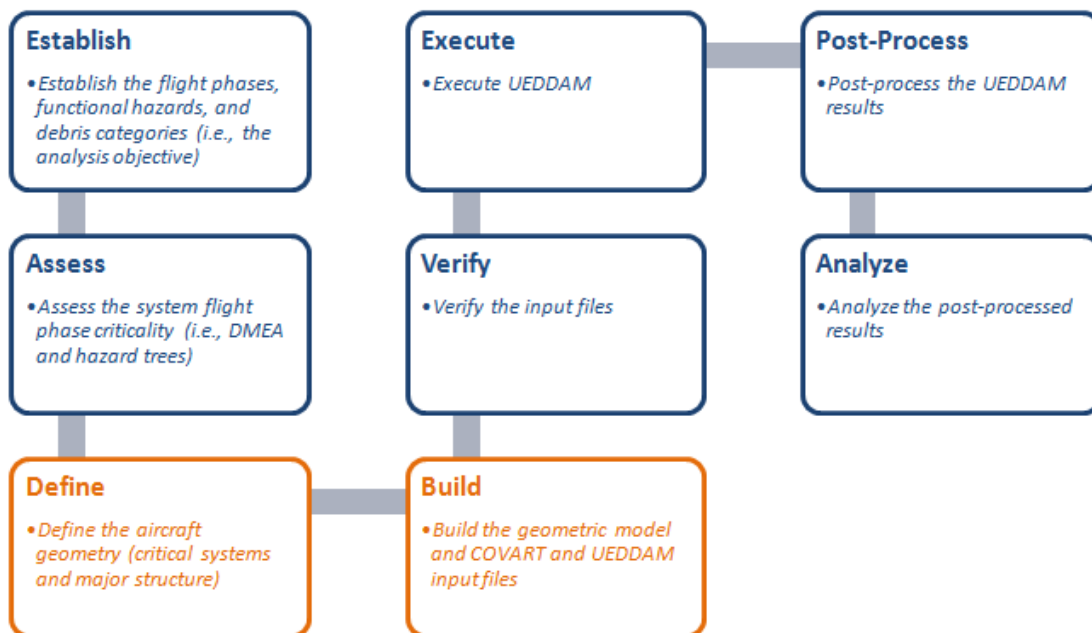 Establish
•Establish the flight phases,
functional hazards, and
debris categories (i.e., the
analysis objective)
Assess
•Assess the system flight
phase criticality (i.e., DMEA
and hazard trees)
Define
•Define the aircraft
geometry (critical systems
and major structure)
Build
•Build the geometric model
and COVART and UEDDAM
input files
Verify
•Verify the input files
Execute
•Execute UEDDAM
Post-Process
•Post-process the UEDDAM
results
Analyze
•Analyze the post-processed
results